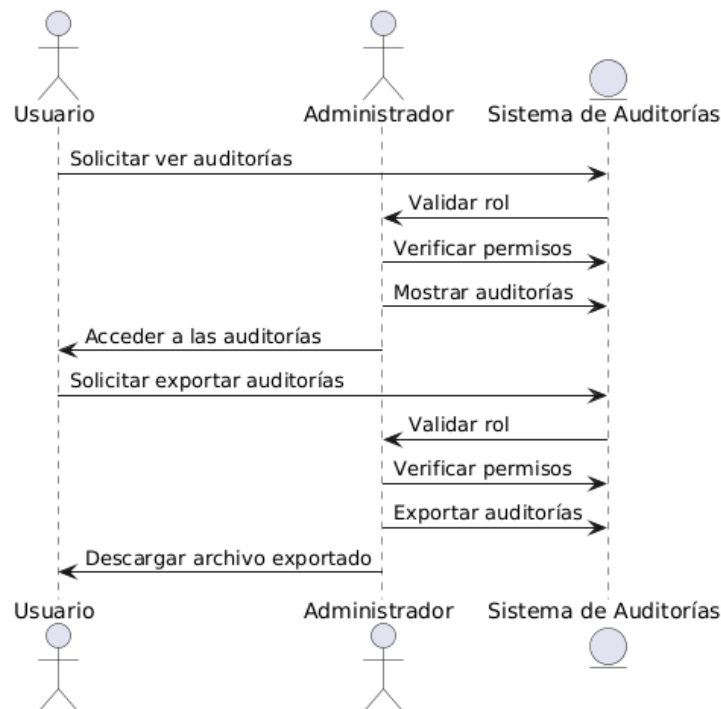 Usuario
Administrador
Sistema de Auditorías
Solicitar ver auditorías
Validar rol
Verificar permisos
Mostrar auditorías
Acceder a las auditorías
Solicitar exportar auditorías
Validar rol
Verificar permisos
Exportar auditorías
Descargar archivo exportado
Usuario
Administrador
Sistema de Auditorías